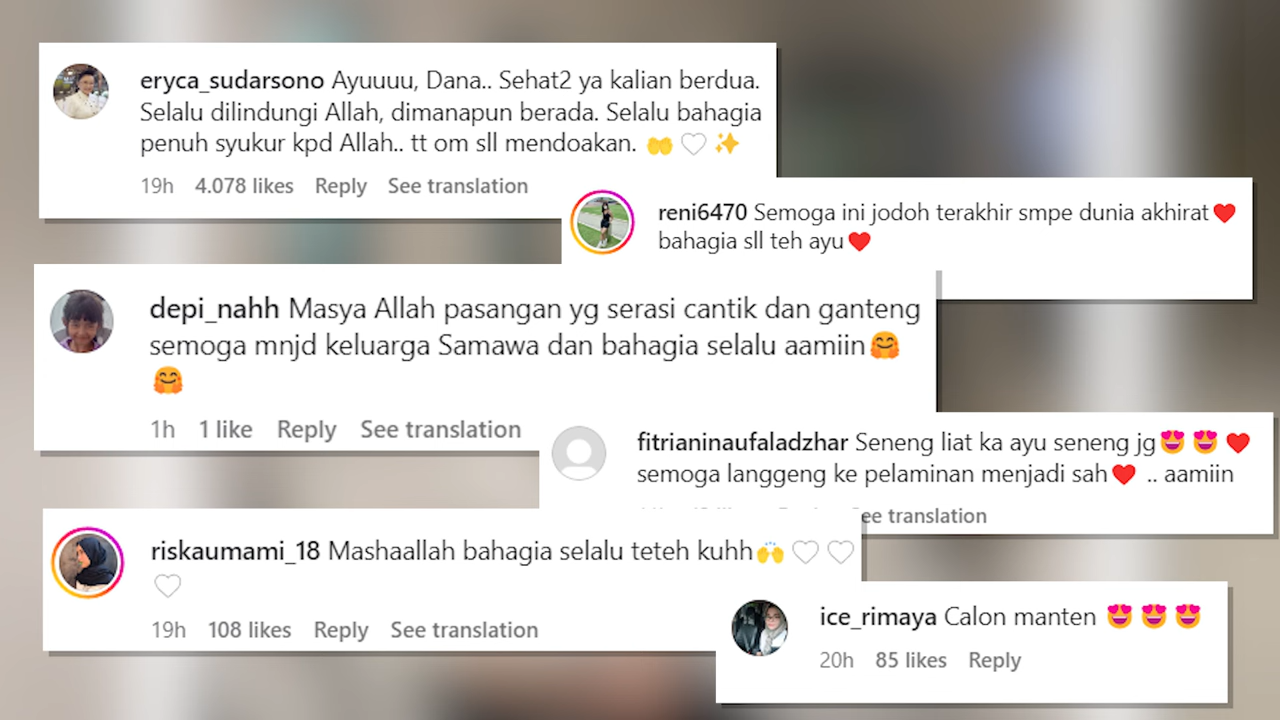 eryca_sudarsono Ayuuuu, Dana.. Sehat2 ya kalian berdua.
Selalu dilindungi Allah, dimanapun berada. Selalu bahagia
penuh syukur kpd Allah.. tt om sll mendoakan. 🤲 🤍 ✨
19h 4.078 likes Reply See translation
reni6470 Semoga ini jodoh terakhir smpe dunia akhirat❤️
bahagia sll teh ayu❤️
depi_nahh Masya Allah pasangan yg serasi cantik dan ganteng
semoga mnjd keluarga Samawa dan bahagia selalu aamiin🤗
🤗
1h 1 like Reply See translation
fitrianinaufaladzhar Seneng liat ka ayu seneng jg😍 😍 ❤️
semoga langgeng ke pelaminan menjadi sah❤️ .. aamiin
translation
riskaumami_18 Mashaallah bahagia selalu teteh kuhh🙌 🤍 🤍
🤍
19h 108 likes Reply See translation
ice_rimaya Calon manten 😍 😍 😍
20h 85 likes Reply